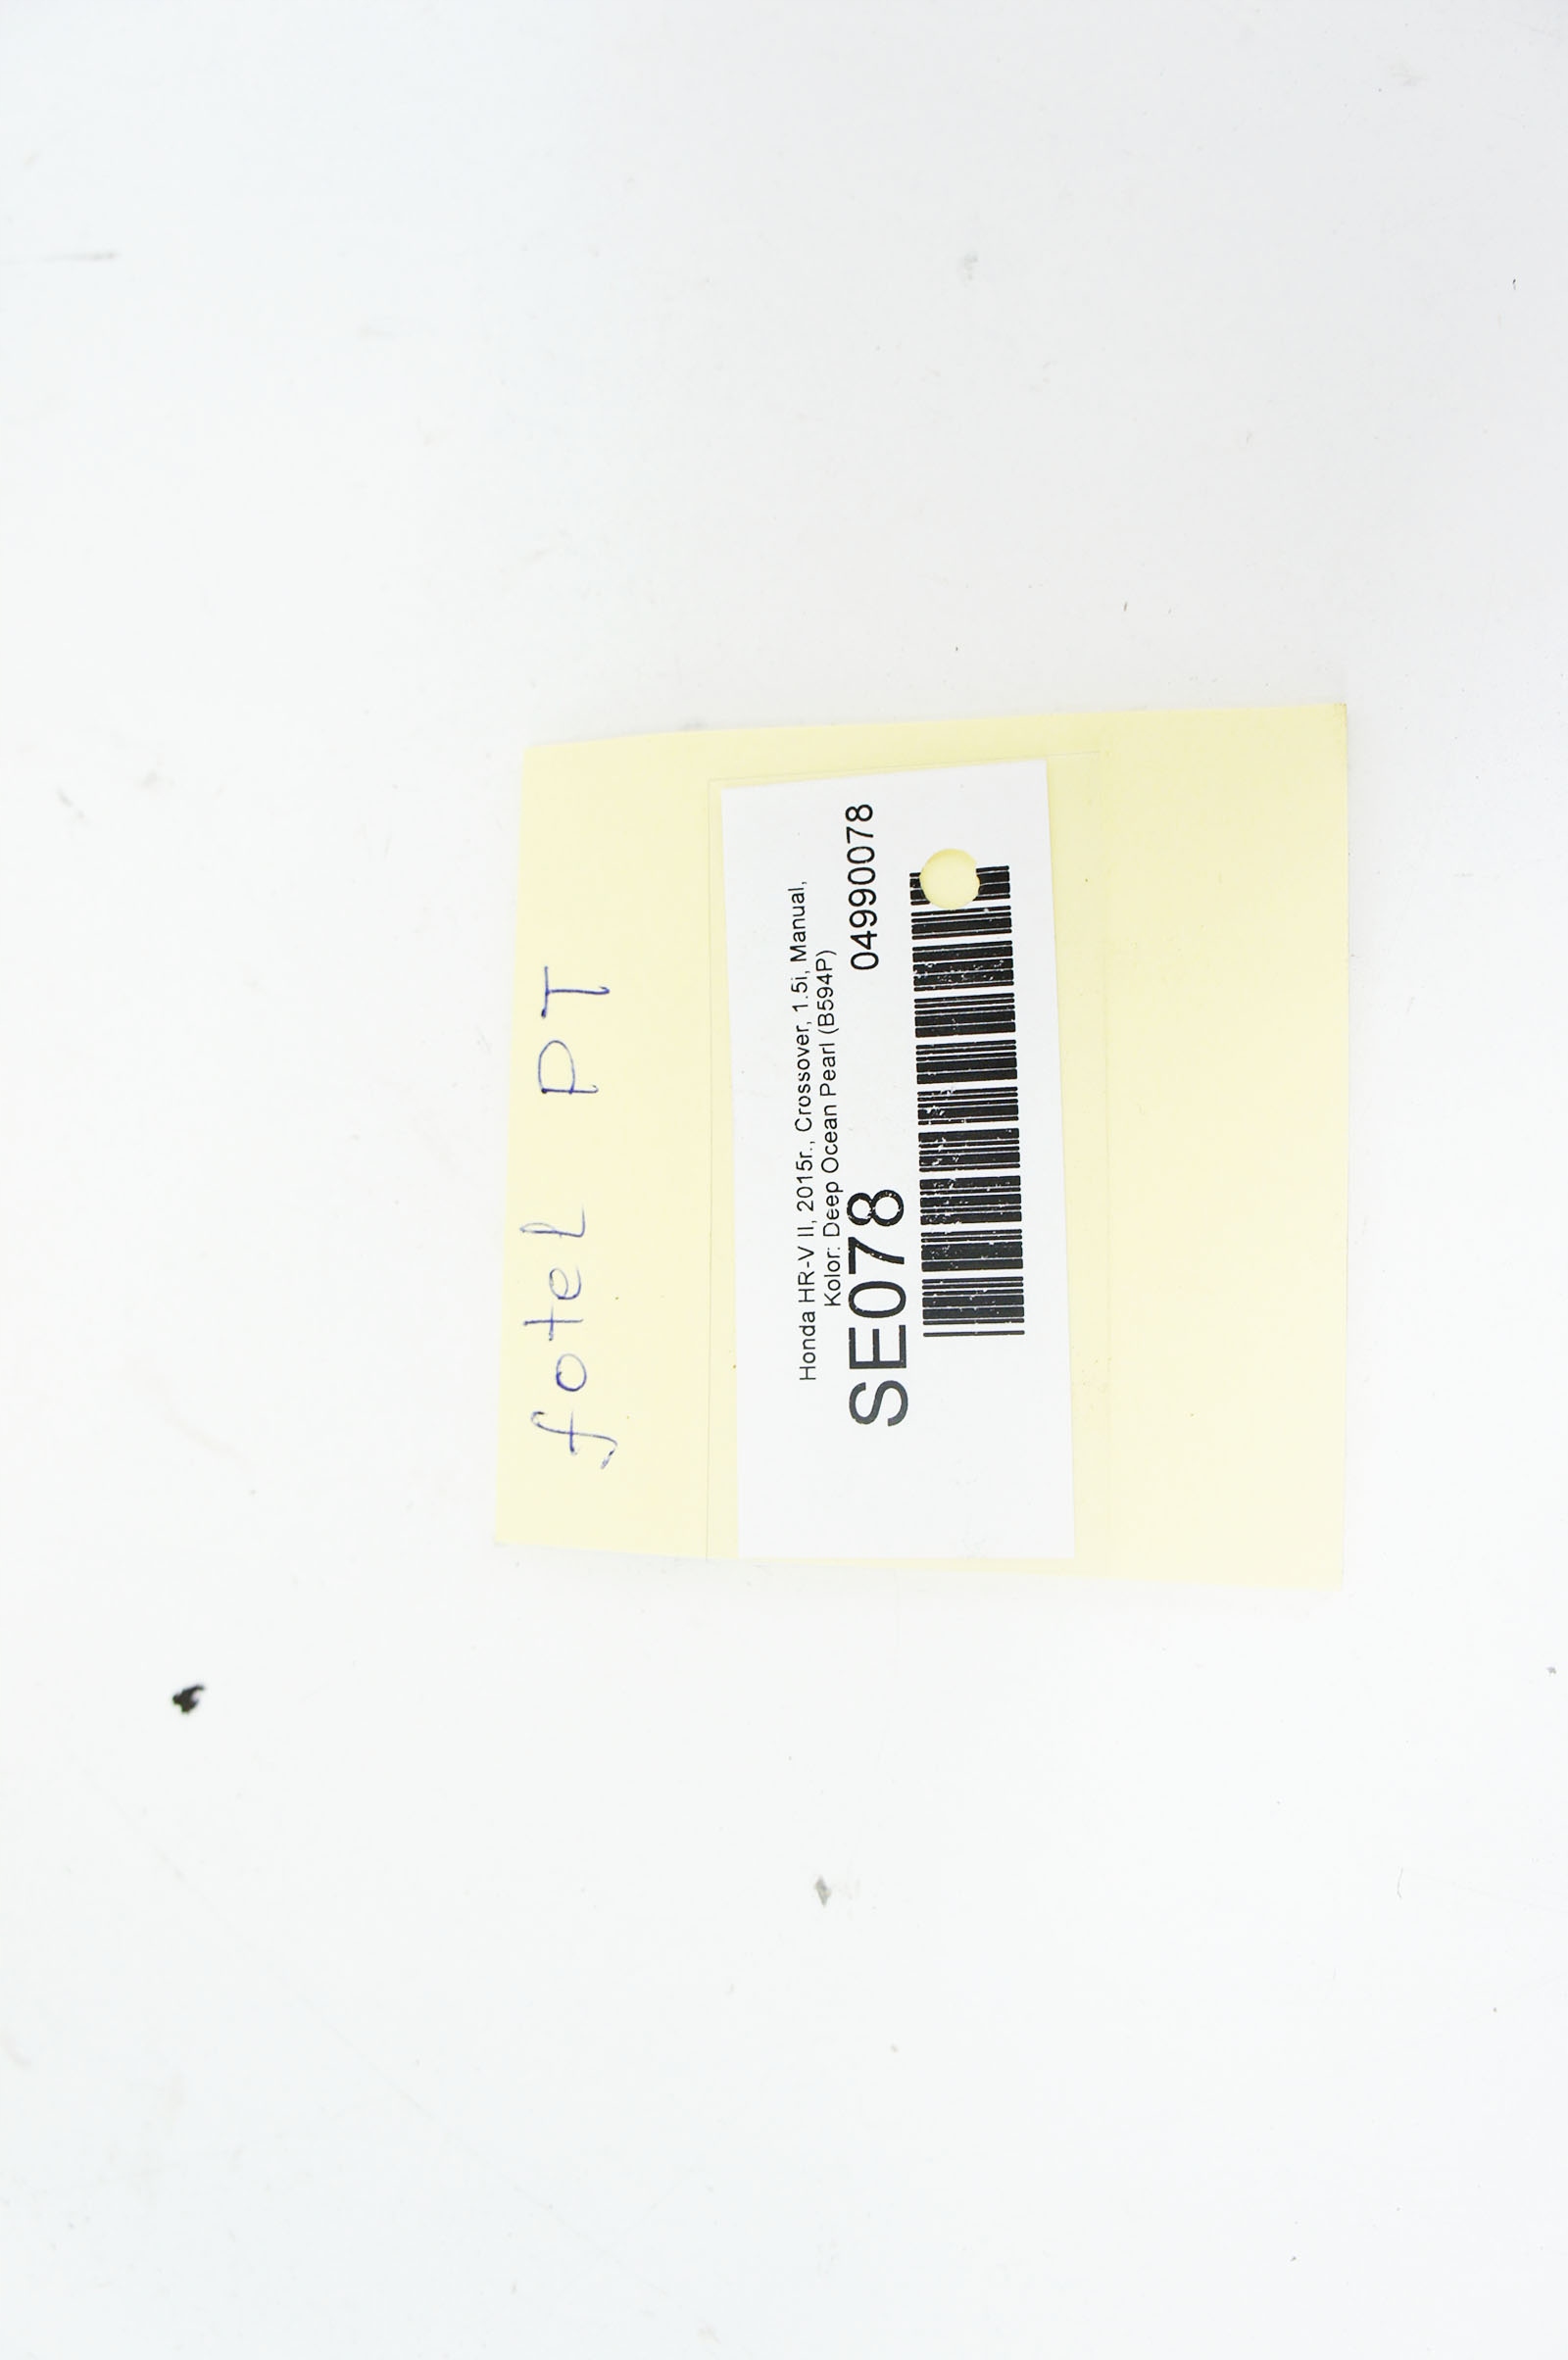 fotel PT
Honda HR-V II, 2015r., Crossover, 1.5i, Manual,
Kolor: Deep Ocean Pearl (B594P)
SE078 04990078